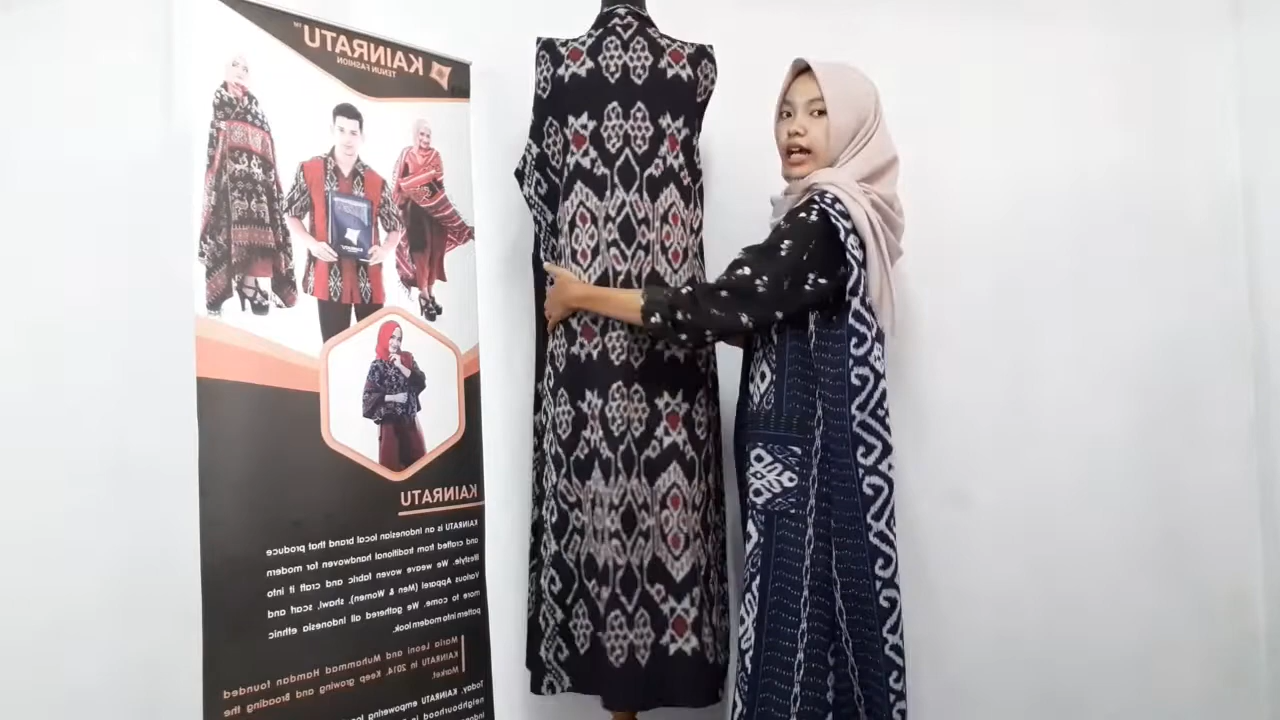 KAINRATU™
TENUN FASHION
KAINRATU
KAINRATU is an Indonesian local brand that produce
and crafted from traditional handwoven for modern
lifestyle. We weave woven fabric and craft it into
Various Apparel (Men & Women), shawl, scarf and
more to come. We gathered all Indonesia ethnic
pattern into modern look.
Maria Leoni and Muhammad Hamdan founded
KAINRATU in 2014. Keep growing and Broading the
Market.
Today, KAINRATU empowering
neighbourhood